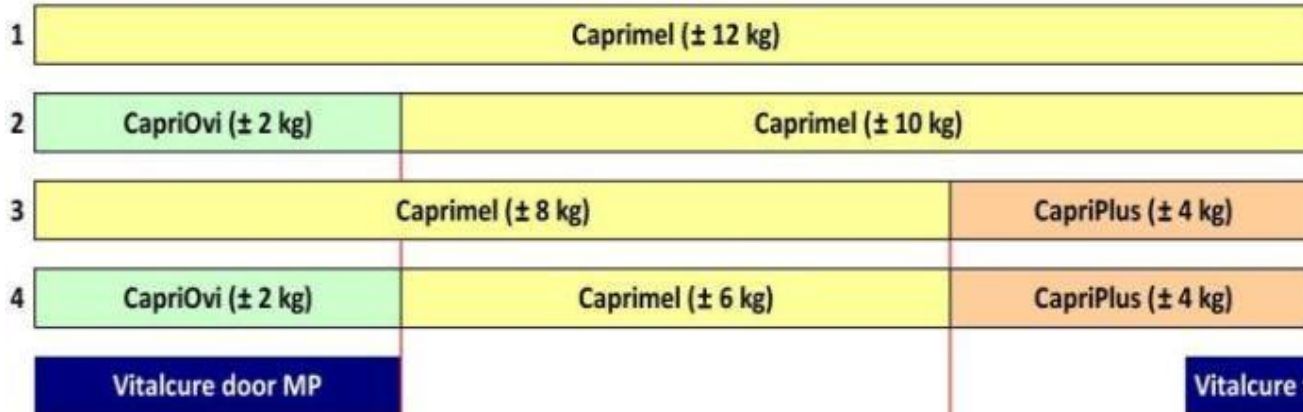 1 Caprimel (± 12 kg)
2 CapriOvi (± 2 kg) Caprimel (± 10 kg)
3 Caprimel (± 8 kg) CapriPlus (± 4 kg)
4 CapriOvi (± 2 kg) Caprimel (± 6 kg) CapriPlus (± 4 kg)
Vitalcure door MP Vitalcure